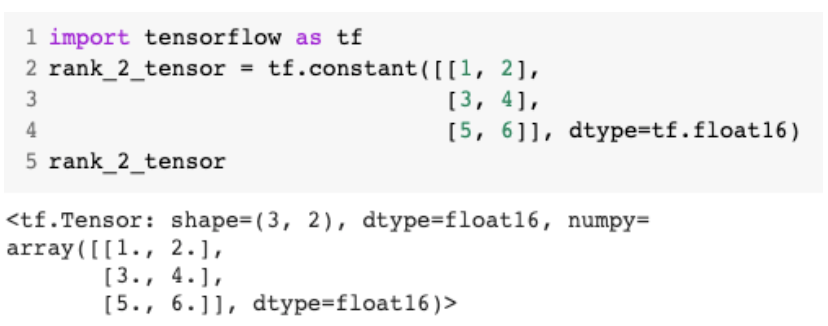 1 import tensorflow as tf
2 rank_2_tensor = tf.constant([[1, 2],
3                              [3, 4],
4                              [5, 6]], dtype=tf.float16)
5 rank_2_tensor
<tf.Tensor: shape=(3, 2), dtype=float16, numpy=
array([[1., 2.],
       [3., 4.],
       [5., 6.]], dtype=float16)>